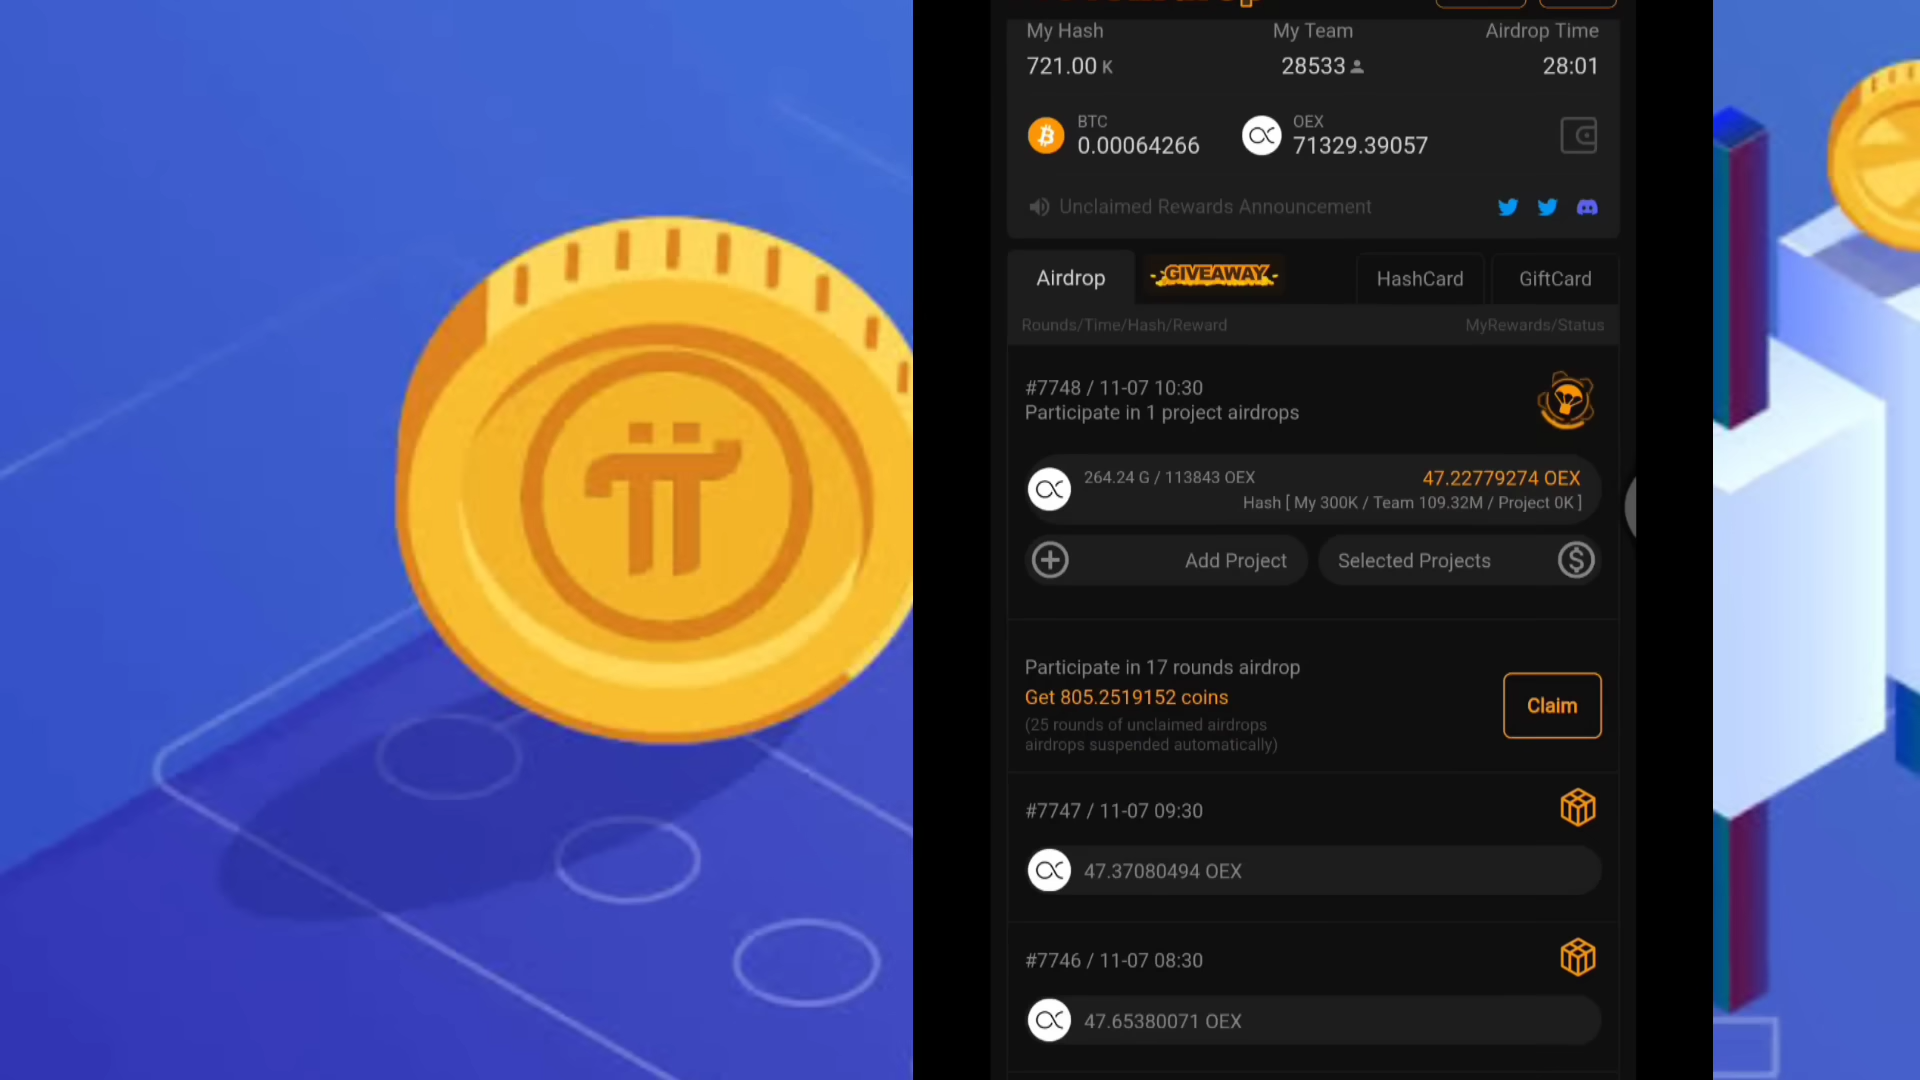 My Hash
My Team
Airdrop Time
721.00 K
28533
28:01
BTC
0.00064266
OEX
71329.39057
Unclaimed Rewards Announcement
Airdrop
GIVEAWAY
HashCard
GiftCard
Rounds/Time/Hash/Reward
MyRewards/Status
#7748 / 11-07 10:30
Participate in 1 project airdrops
264.24 G / 113843 OEX
47.22779274 OEX
Hash [ My 300K / Team 109.32M / Project 0K ]
Add Project
Selected Projects
Participate in 17 rounds airdrop
Get 805.2519152 coins
(25 rounds of unclaimed airdrops
airdrops suspended automatically)
Claim
#7747 / 11-07 09:30
47.37080494 OEX
#7746 / 11-07 08:30
47.65380071 OEX